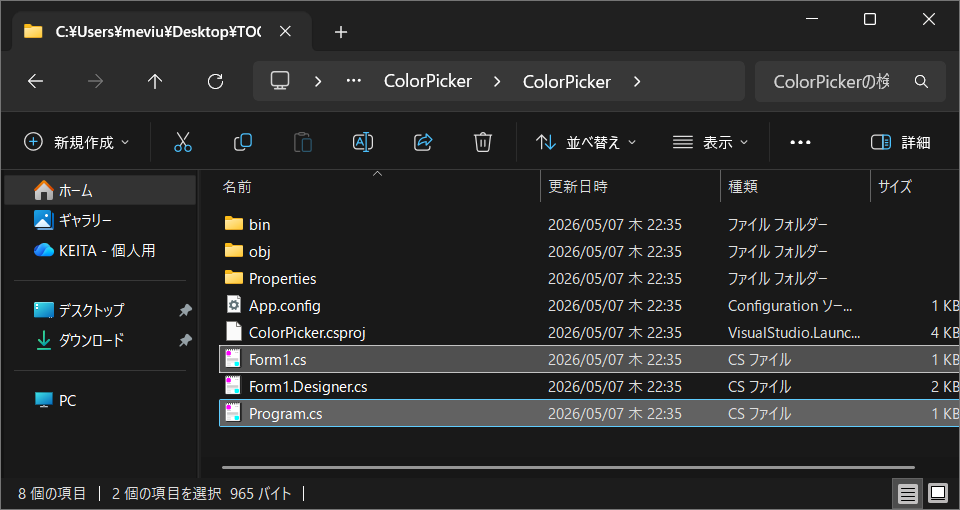 C:¥Users¥meviu¥Desktop¥TOC
ColorPicker ColorPicker ColorPickerの検
新規作成 並べ替え 表示 詳細
名前 更新日時 種類 サイズ
ホーム
ギャラリー
KEITA - 個人用
デスクトップ
ダウンロード
PC
bin 2026/05/07 木 22:35 ファイル フォルダー
obj 2026/05/07 木 22:35 ファイル フォルダー
Properties 2026/05/07 木 22:35 ファイル フォルダー
App.config 2026/05/07 木 22:35 Configuration ソー... 1 KB
ColorPicker.csproj 2026/05/07 木 22:35 VisualStudio.Launc... 4 KB
Form1.cs 2026/05/07 木 22:35 CS ファイル 1 KB
Form1.Designer.cs 2026/05/07 木 22:35 CS ファイル 2 KB
Program.cs 2026/05/07 木 22:35 CS ファイル 1 KB
8 個の項目 2 個の項目を選択 965 バイト